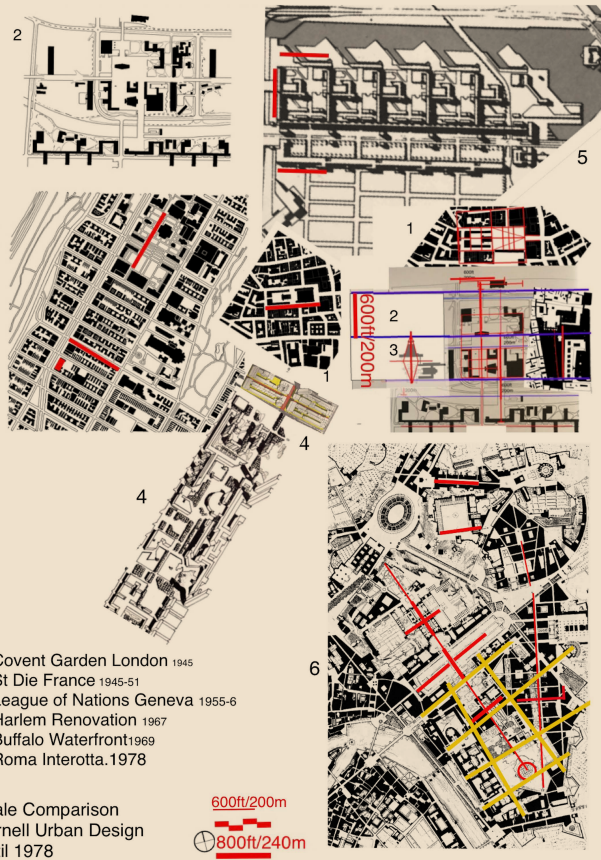 2
5
1
2
3
600ft/200m
1
4
4
6
Covent Garden London 1945
St Die France 1945-51
League of Nations Geneva 1955-6
Harlem Renovation 1967
Buffalo Waterfront1969
Roma Interotta.1978
ale Comparison
rnell Urban Design
til 1978
600ft/200m
800ft/240m